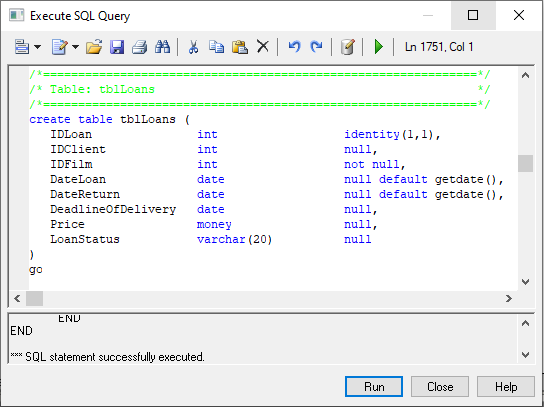 Execute SQL Query
Ln 1751, Col 1
/*==============================================================*/
/* Table: tblLoans                                              */
/*==============================================================*/
create table tblLoans (
   IDLoan               int                  identity(1,1),
   IDClient             int                  null,
   IDFilm               int                  not null,
   DateLoan             date                 null default getdate(),
   DateReturn           date                 null default getdate(),
   DeadlineOfDelivery   date                 null,
   Price                money                null,
   LoanStatus           varchar(20)          null
)
go
END
END
*** SQL statement successfully executed.
Run
Close
Help